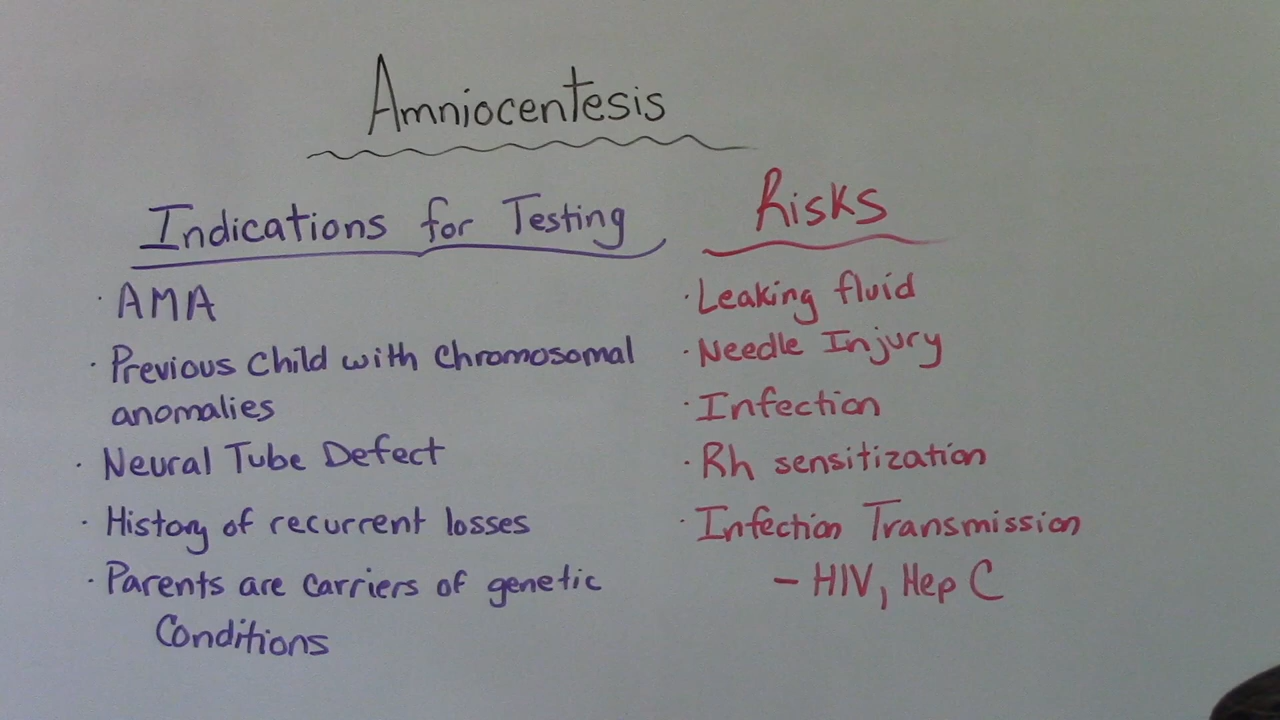 Amniocentesis
Indications for Testing
· AMA
· Previous Child with Chromosomal
anomalies
· Neural Tube Defect
· History of recurrent losses
· Parents are carriers of genetic
Conditions
Risks
· Leaking fluid
· Needle Injury
· Infection
· Rh sensitization
· Infection Transmission
– HIV, Hep C